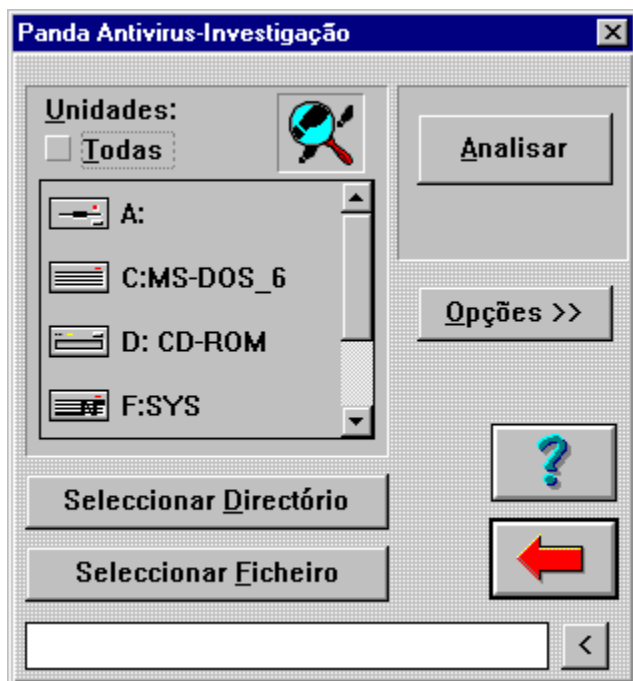 Panda Antivirus-Investigação
Unidades:
Todas
A:
C:MS-DOS_6
D: CD-ROM
F:SYS
Analisar
Opções >>
?
Seleccionar Directório
Seleccionar Ficheiro
<